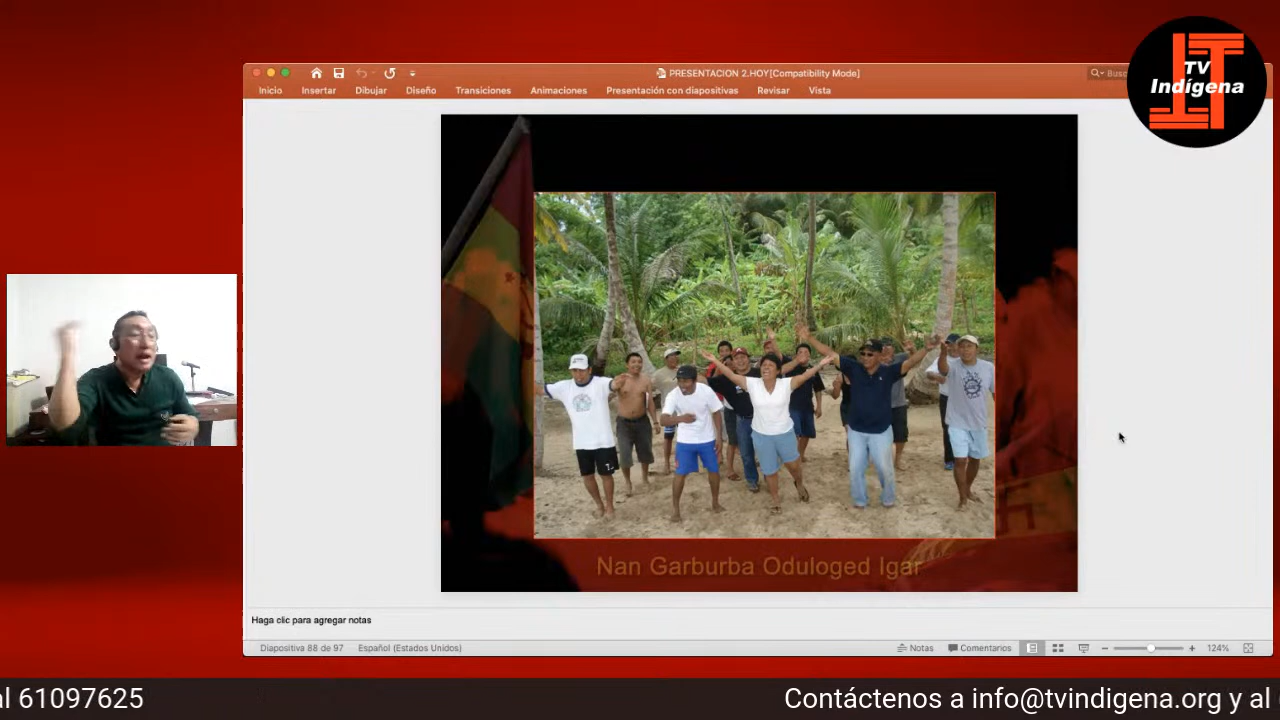 PRESENTACION 2.HOY[Compatibility Mode]
Inicio Insertar Dibujar Diseño Transiciones Animaciones Presentación con diapositivas Revisar Vista
TV
Indígena
Nan Garburba Oduloged Igar
Haga clic para agregar notas
Diapositiva 88 de 97 Español (Estados Unidos) Notas Comentarios 124%
al 61097625 Contáctenos a info@tvindigena.org y al